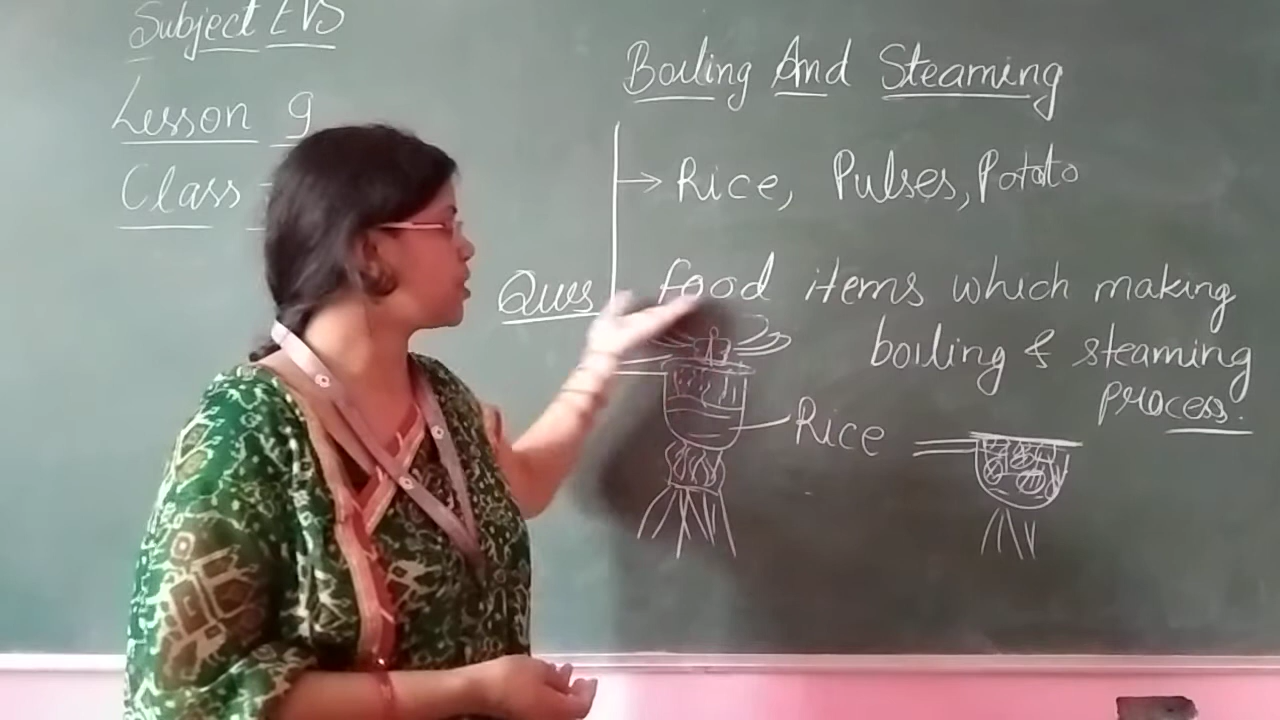 Subject EVS
Lesson 9
Class
Boiling And Steaming
Rice, Pulses, Potato
Ques food items which making
boiling & steaming
process.
Rice